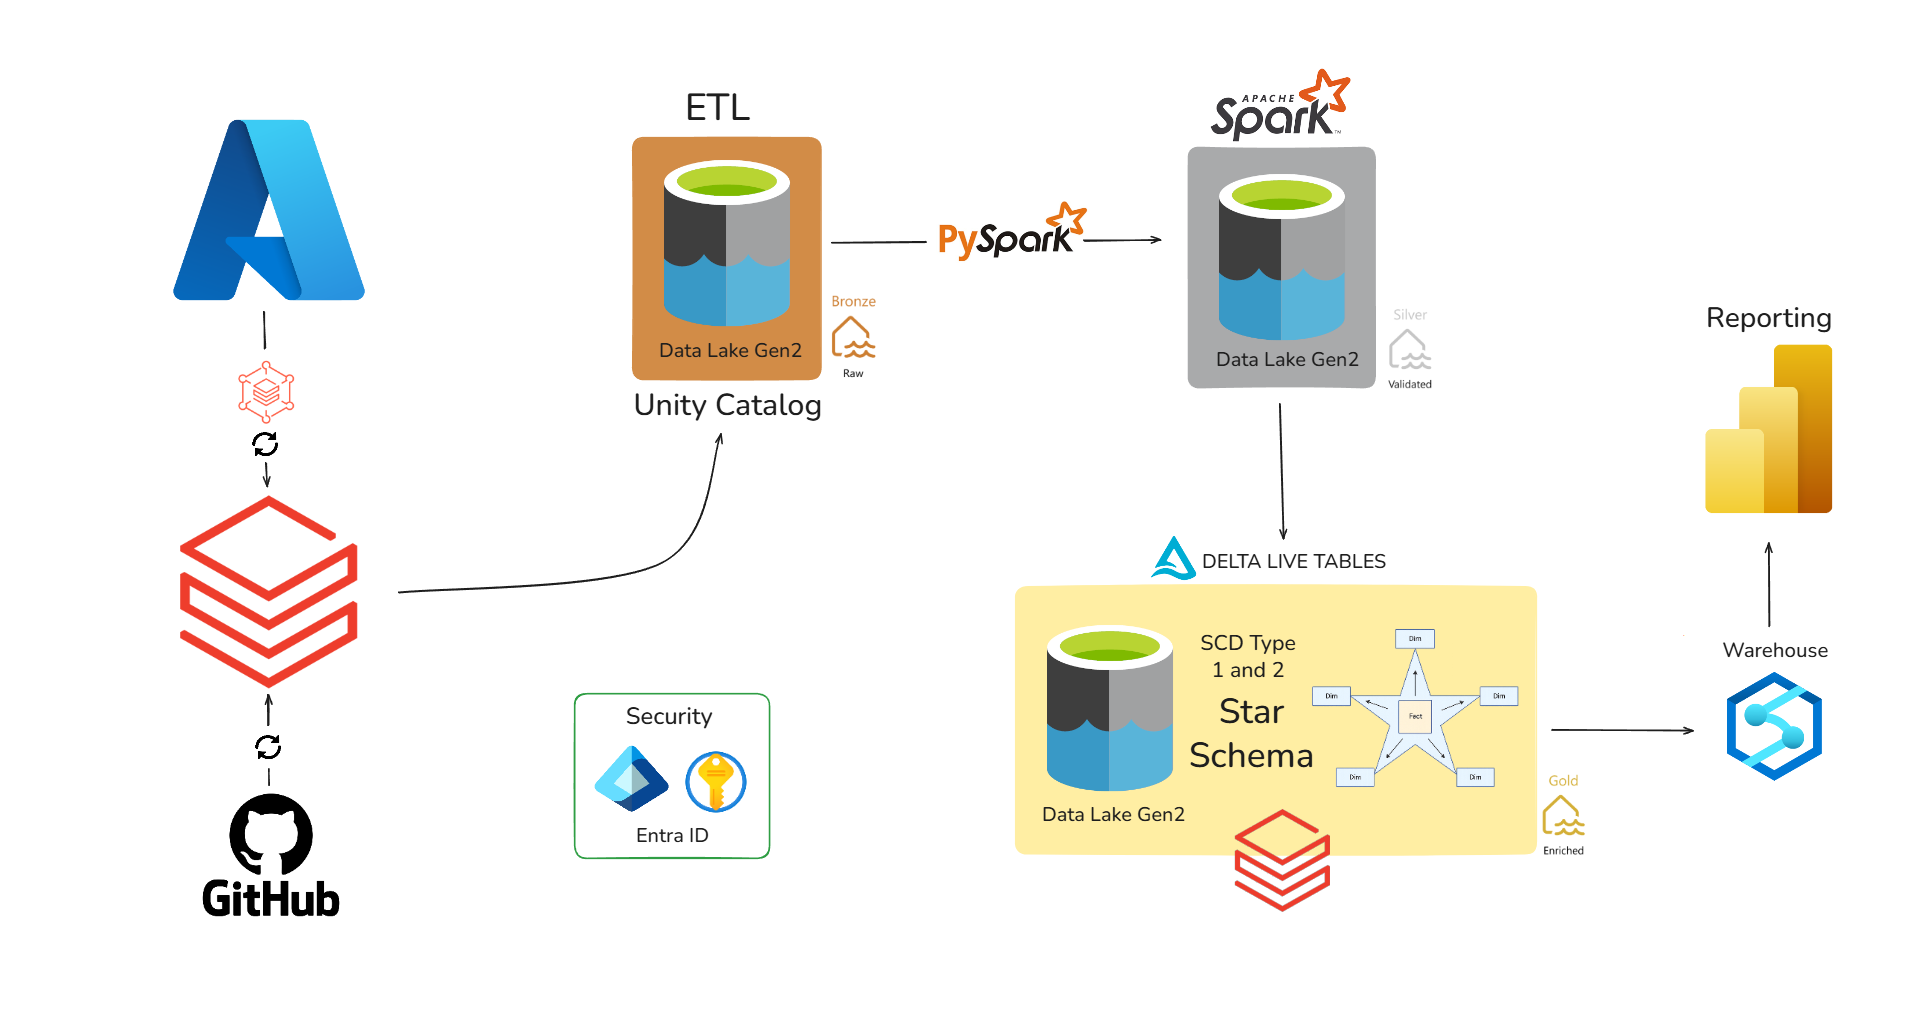 ETL
Data Lake Gen2
Bronze
Raw
Unity Catalog
PySpark
APACHE
Spark
TM
Data Lake Gen2
Silver
Validated
Reporting
DELTA LIVE TABLES
Data Lake Gen2
SCD Type
1 and 2
Star
Schema
Dim
Dim
Dim
Fact
Dim
Dim
Gold
Enriched
Warehouse
Security
Entra ID
GitHub